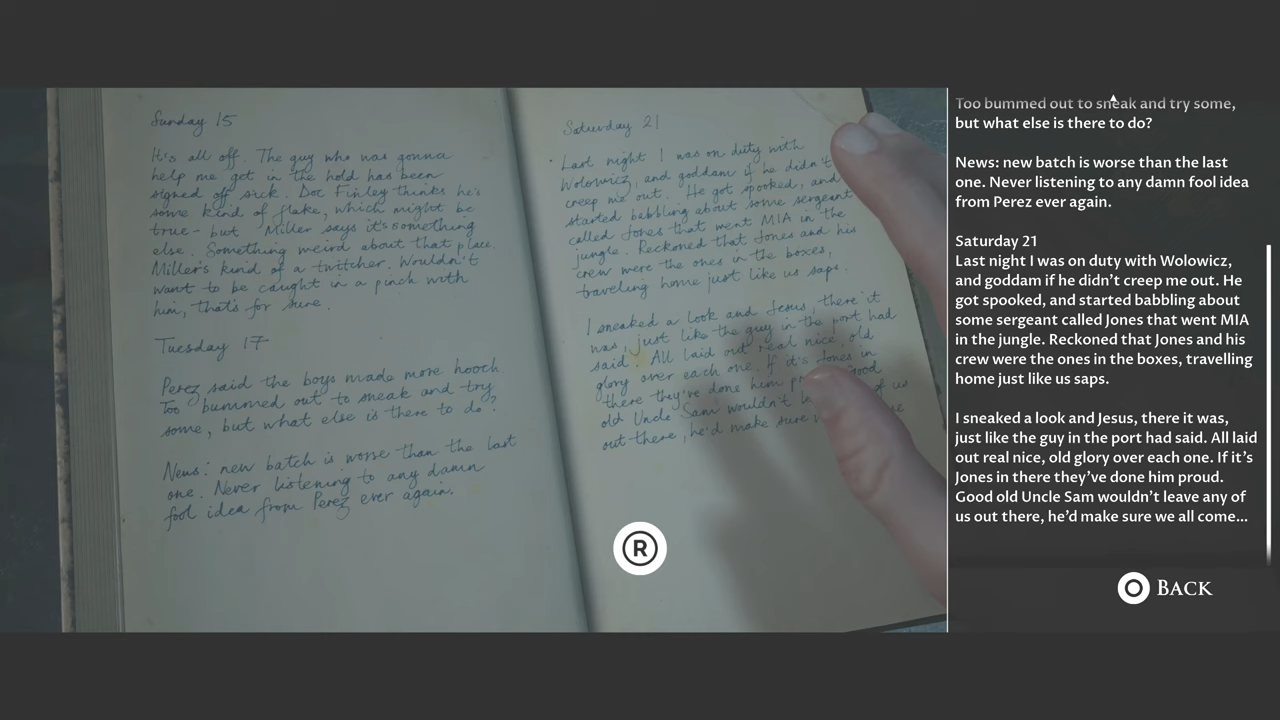 Sunday 15
It's all off. The guy who was gonna
help me get in the hold has been
signed off sick. Doc Finley thinks he's
some kind of flake, which might be
true - but Miller says it's something
else. Something weird about that place.
Miller's kind of a twitcher. Wouldn't
want to be caught in a pinch with
him, that's for sure.
Tuesday 17
Perez said the boys made more hooch.
Too bummed out to sneak and try
some, but what else is there to do?
News: new batch is worse than the last
one. Never listening to any damn
fool idea from Perez ever again.
Saturday 21
Last night I was on duty with
Wolowicz, and goddam if he didn't
creep me out. He got spooked, and
started babbling about some sergeant
called Jones that went MIA in the
jungle. Reckoned that Jones and his
crew were the ones in the boxes,
traveling home just like us saps.
I sneaked a look and Jesus, there it
was, just like the guy in the port had
said. All laid out real nice, old
glory over each one. If it's Jones in
there they've done him pr Good
old Uncle Sam wouldn't of us
out there, he'd make sure
R
Too bummed out to sneak and try some,
but what else is there to do?
News: new batch is worse than the last
one. Never listening to any damn fool idea
from Perez ever again.
Saturday 21
Last night I was on duty with Wolowicz,
and goddam if he didn't creep me out. He
got spooked, and started babbling about
some sergeant called Jones that went MIA
in the jungle. Reckoned that Jones and his
crew were the ones in the boxes, travelling
home just like us saps.
I sneaked a look and Jesus, there it was,
just like the guy in the port had said. All laid
out real nice, old glory over each one. If it's
Jones in there they've done him proud.
Good old Uncle Sam wouldn't leave any of
us out there, he'd make sure we all come...
BACK